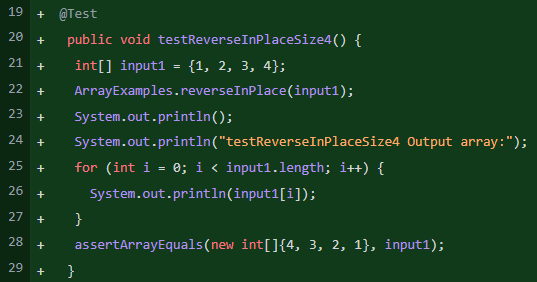 19 + @Test
20 + public void testReverseInPlaceSize4() {
21 + int[] input1 = {1, 2, 3, 4};
22 + ArrayExamples.reverseInPlace(input1);
23 + System.out.println();
24 + System.out.println("testReverseInPlaceSize4 Output array:");
25 + for (int i = 0; i < input1.length; i++) {
26 + System.out.println(input1[i]);
27 + }
28 + assertArrayEquals(new int[]{4, 3, 2, 1}, input1);
29 + }